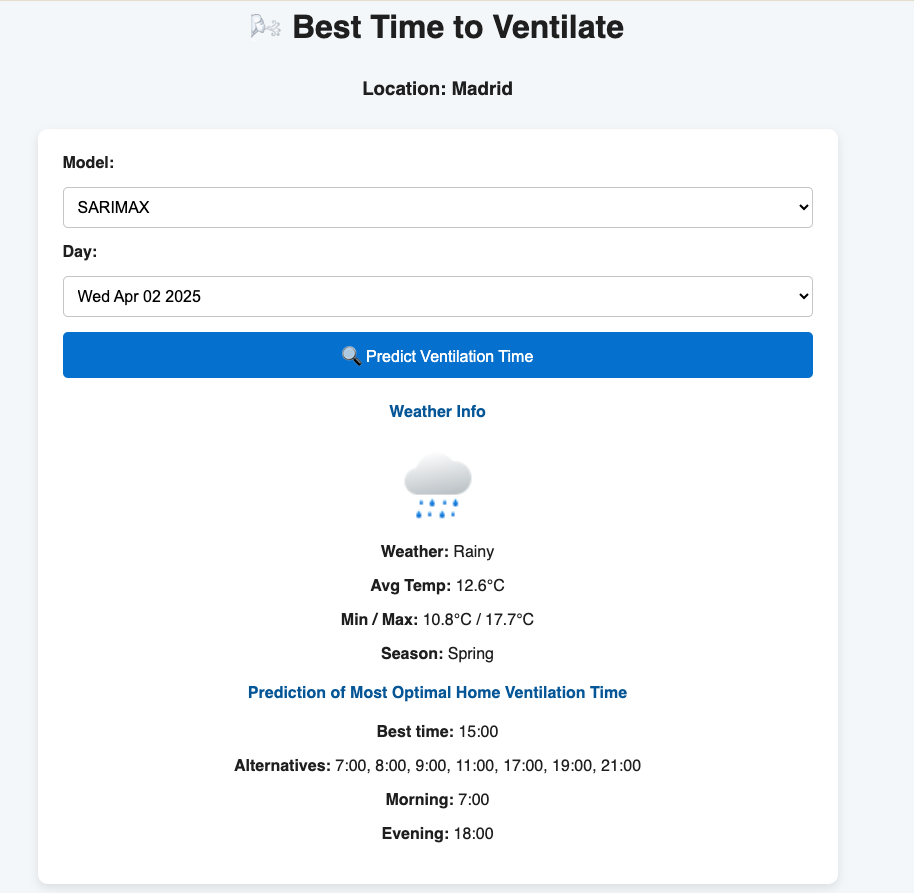 Best Time to Ventilate
Location: Madrid
Model:
SARIMAX
Day:
Wed Apr 02 2025
Predict Ventilation Time
Weather Info
Weather: Rainy
Avg Temp: 12.6°C
Min / Max: 10.8°C / 17.7°C
Season: Spring
Prediction of Most Optimal Home Ventilation Time
Best time: 15:00
Alternatives: 7:00, 8:00, 9:00, 11:00, 17:00, 19:00, 21:00
Morning: 7:00
Evening: 18:00